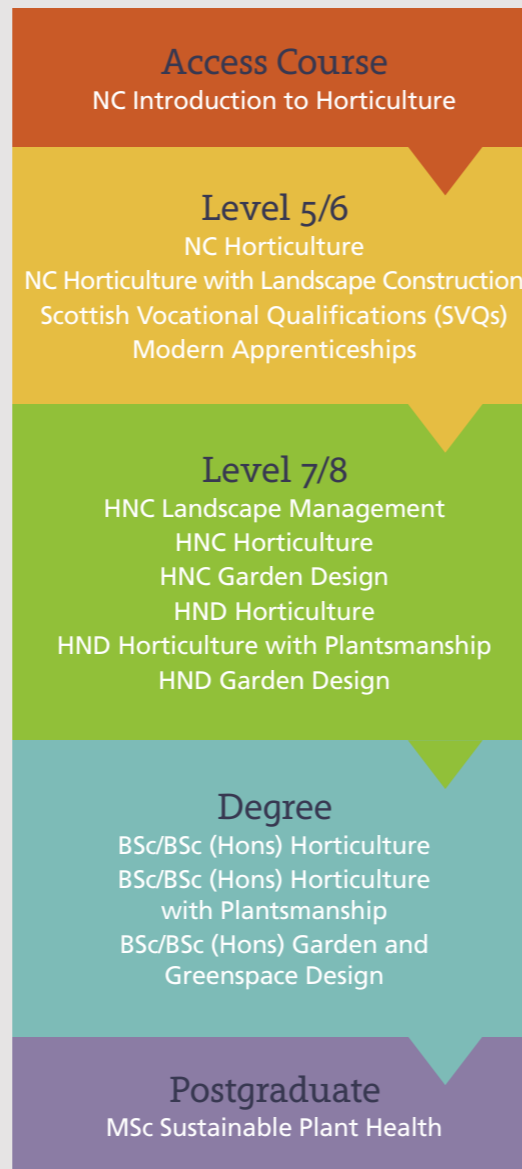 Access Course
NC Introduction to Horticulture
Level 5/6
NC Horticulture
NC Horticulture with Landscape Construction
Scottish Vocational Qualifications (SVQs)
Modern Apprenticeships
Level 7/8
HNC Landscape Management
HNC Horticulture
HNC Garden Design
HND Horticulture
HND Horticulture with Plantsmanship
HND Garden Design
Degree
BSc/BSc (Hons) Horticulture
BSc/BSc (Hons) Horticulture
with Plantsmanship
BSc/BSc (Hons) Garden and
Greenspace Design
Postgraduate
MSc Sustainable Plant Health